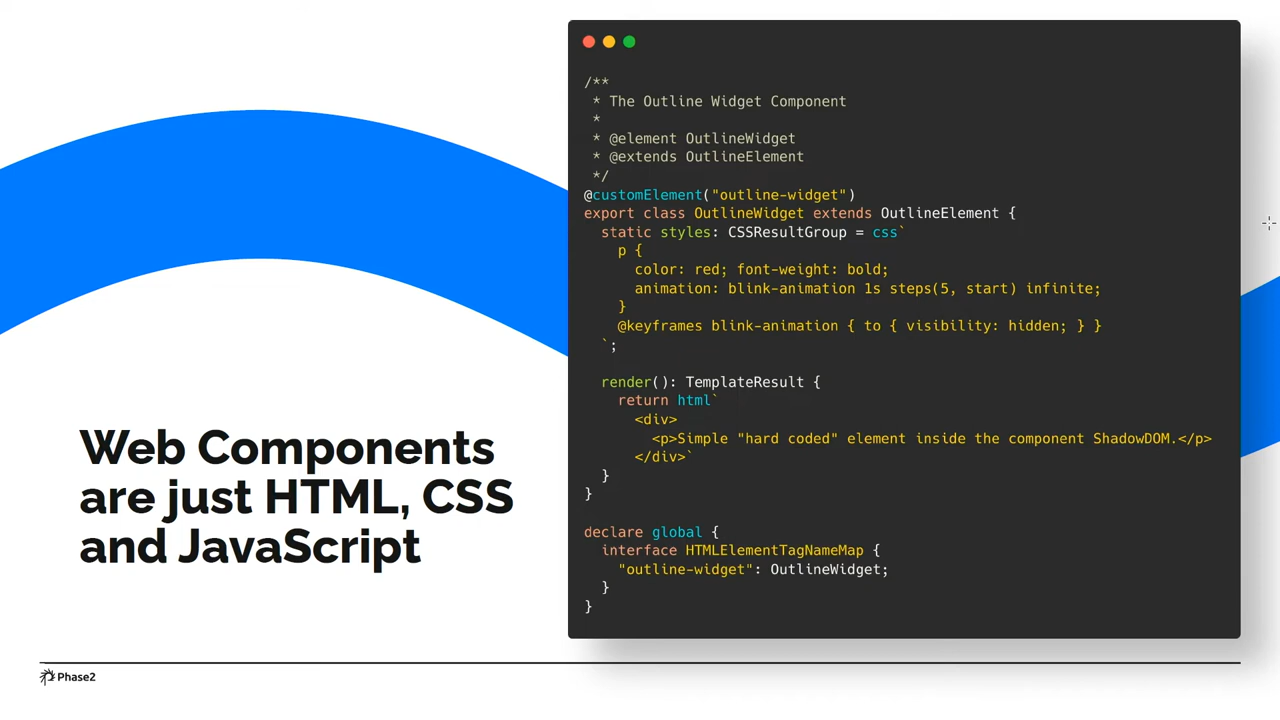 Web Components
are just HTML, CSS
and JavaScript
/**
 * The Outline Widget Component
 *
 * @element OutlineWidget
 * @extends OutlineElement
 */
@customElement("outline-widget")
export class OutlineWidget extends OutlineElement {
  static styles: CSSResultGroup = css`
    p {
      color: red; font-weight: bold;
      animation: blink-animation 1s steps(5, start) infinite;
    }
    @keyframes blink-animation { to { visibility: hidden; } }
  `;
  render(): TemplateResult {
    return html`
      <div>
        <p>Simple "hard coded" element inside the component ShadowDOM.</p>
      </div>`
  }
}
declare global {
  interface HTMLElementTagNameMap {
    "outline-widget": OutlineWidget;
  }
}
Phase2